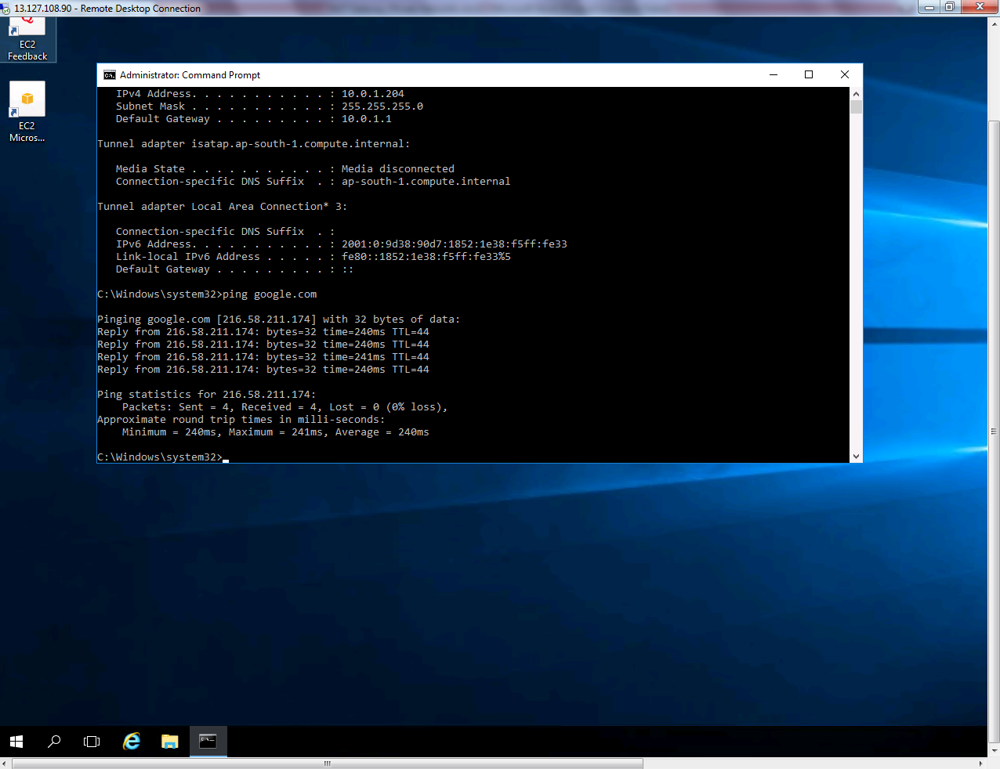 13.127.108.90 - Remote Desktop Connection
EC2
Feedback
EC2
Micros...
Administrator: Command Prompt
IPv4 Address. . . . . . . . . . . : 10.0.1.204
Subnet Mask . . . . . . . . . . . : 255.255.255.0
Default Gateway . . . . . . . . . : 10.0.1.1
Tunnel adapter isatap.ap-south-1.compute.internal:
Media State . . . . . . . . . . . : Media disconnected
Connection-specific DNS Suffix  . : ap-south-1.compute.internal
Tunnel adapter Local Area Connection* 3:
Connection-specific DNS Suffix  . :
IPv6 Address. . . . . . . . . . . : 2001:0:9d38:90d7:1852:1e38:f5ff:fe33
Link-local IPv6 Address . . . . . : fe80::1852:1e38:f5ff:fe33%5
Default Gateway . . . . . . . . . : ::
C:\Windows\system32>ping google.com
Pinging google.com [216.58.211.174] with 32 bytes of data:
Reply from 216.58.211.174: bytes=32 time=240ms TTL=44
Reply from 216.58.211.174: bytes=32 time=240ms TTL=44
Reply from 216.58.211.174: bytes=32 time=241ms TTL=44
Reply from 216.58.211.174: bytes=32 time=240ms TTL=44
Ping statistics for 216.58.211.174:
Packets: Sent = 4, Received = 4, Lost = 0 (0% loss),
Approximate round trip times in milli-seconds:
Minimum = 240ms, Maximum = 241ms, Average = 240ms
C:\Windows\system32>